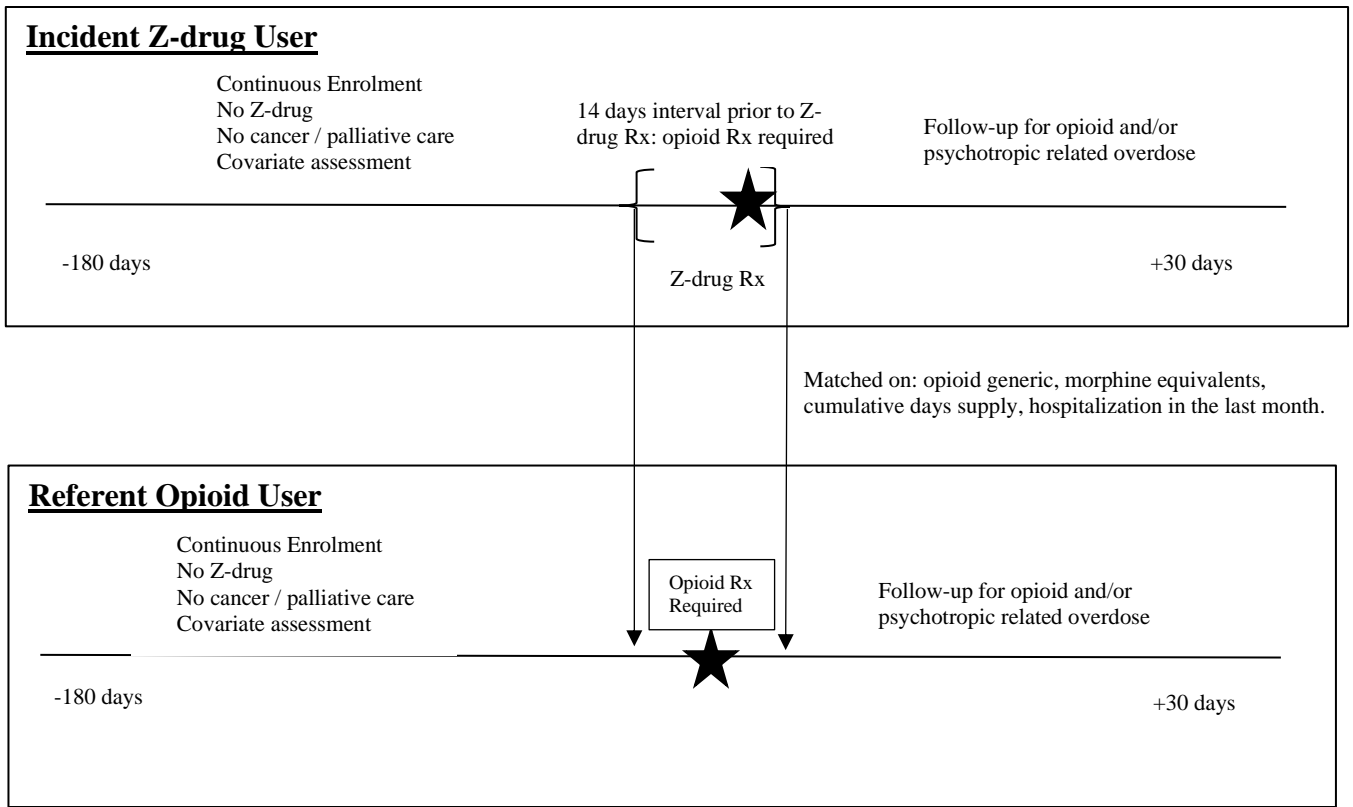 Incident Z-drug User
Continuous Enrolment
No Z-drug
No cancer / palliative care
Covariate assessment
14 days interval prior to Z-
drug Rx: opioid Rx required
Follow-up for opioid and/or
psychotropic related overdose
-180 days
Z-drug Rx
+30 days
Matched on: opioid generic, morphine equivalents,
cumulative days supply, hospitalization in the last month.
Referent Opioid User
Continuous Enrolment
No Z-drug
No cancer / palliative care
Covariate assessment
Opioid Rx
Required
Follow-up for opioid and/or
psychotropic related overdose
-180 days
+30 days